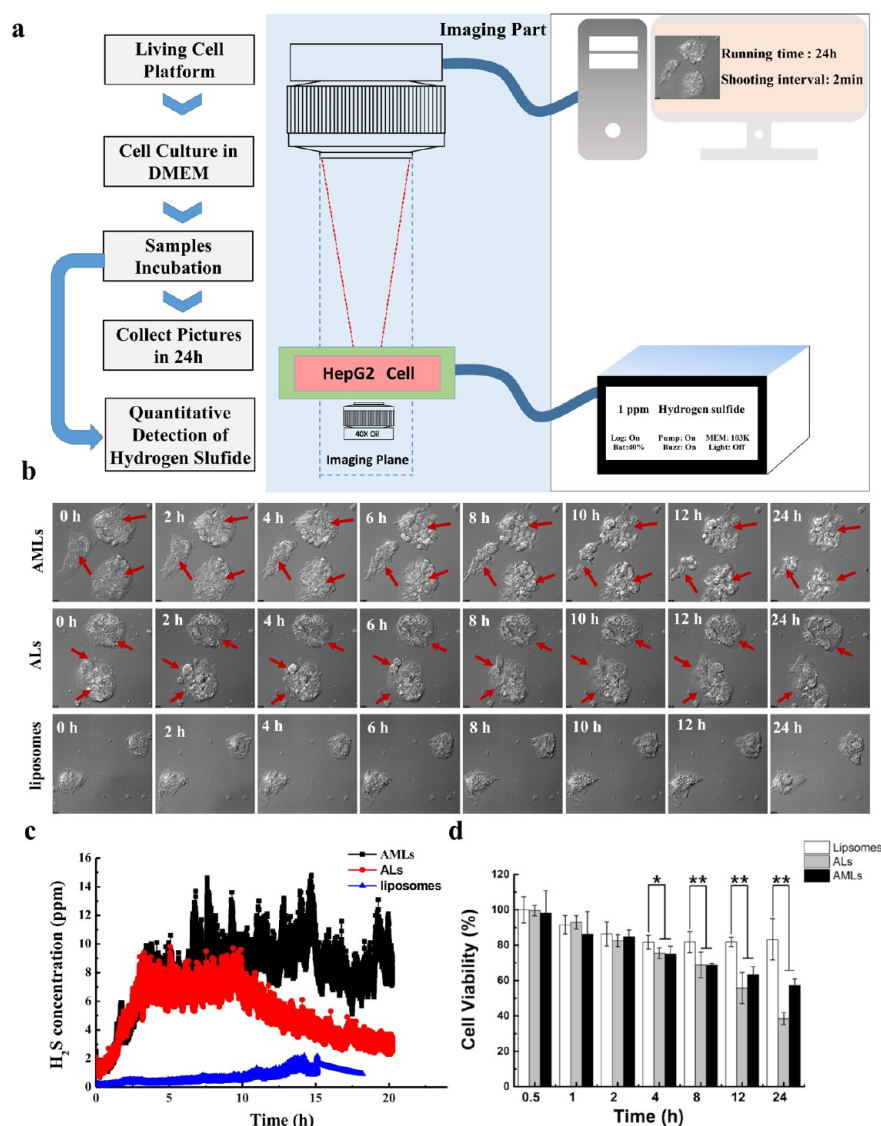 a
Imaging Part
Living Cell
Platform
Cell Culture in
DMEM
Samples
Incubation
Collect Pictures
in 24h
Quantitative
Detection of
Hydrogen Slufide
HepG2 Cell
40X Oil
Imaging Plane
Running time : 24h
Shooting interval: 2min
1 ppm Hydrogen sulfide
Log: On Pump: On MEM: 103K
Bat:40% Buzz: On Light: Off
b
AMLs
0 h 2 h 4 h 6 h 8 h 10 h 12 h 24 h
ALs
0 h 2 h 4 h 6 h 8 h 10 h 12 h 24 h
liposomes
0 h 2 h 4 h 6 h 8 h 10 h 12 h 24 h
c
AMLs
ALs
liposomes
H2S concentration (ppm)
16
14
12
10
8
6
4
2
0
0 5 10 15 20
Time (h)
d
Lipsomes
ALs
AMLs
* ** ** **
Cell Viability (%)
120
100
80
60
40
20
0
0.5 1 2 4 8 12 24
Time (h)